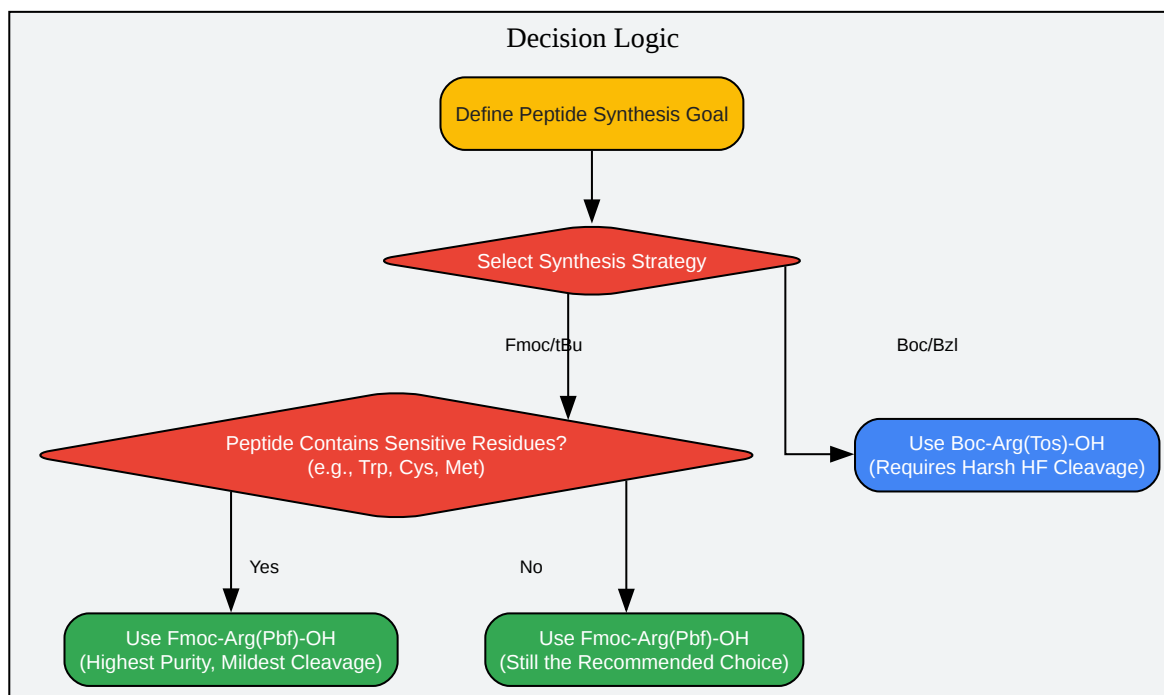 Decision Logic
Define Peptide Synthesis Goal
Select Synthesis Strategy
Fmoc/tBu
Boc/Bzl
Peptide Contains Sensitive Residues?
(e.g., Trp, Cys, Met)
Use Boc-Arg(Tos)-OH
(Requires Harsh HF Cleavage)
Yes
No
Use Fmoc-Arg(Pbf)-OH
(Highest Purity, Mildest Cleavage)
Use Fmoc-Arg(Pbf)-OH
(Still the Recommended Choice)